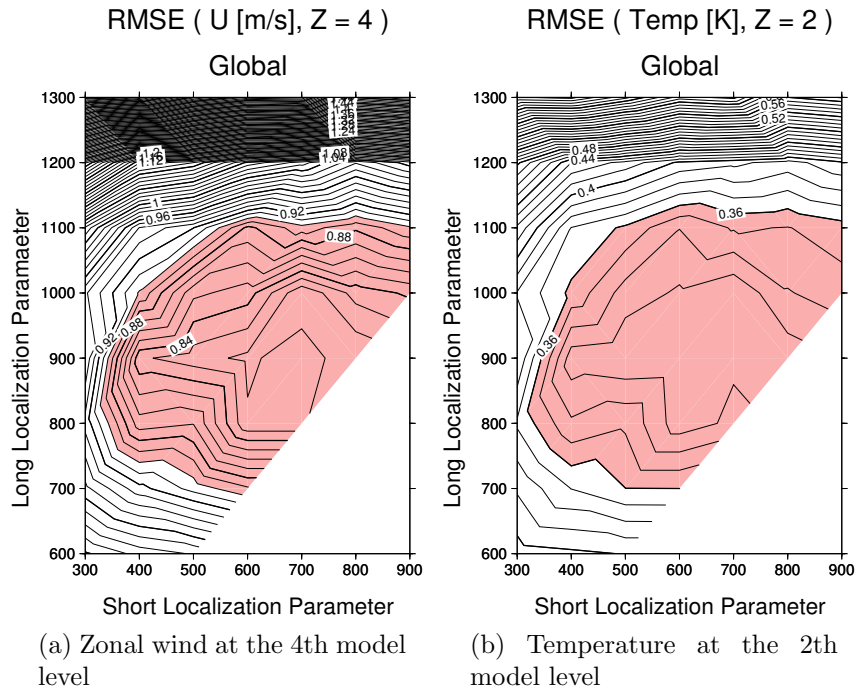 RMSE ( U [m/s], Z = 4 )
Global
1300
1200
1100
1000
900
800
700
600
300 400 500 600 700 800 900
Long Localization Paramaeter
Short Localization Parameter
1.24
1.2
1.12
1.08
1.04
1
0.96
0.92
0.88
0.92
0.88
0.84
(a) Zonal wind at the 4th model
level
RMSE ( Temp [K], Z = 2 )
Global
1300
1200
1100
1000
900
800
700
600
300 400 500 600 700 800 900
Long Localization Paramaeter
Short Localization Parameter
0.56
0.52
0.48
0.44
0.4
0.36
0.36
(b) Temperature at the 2th
model level